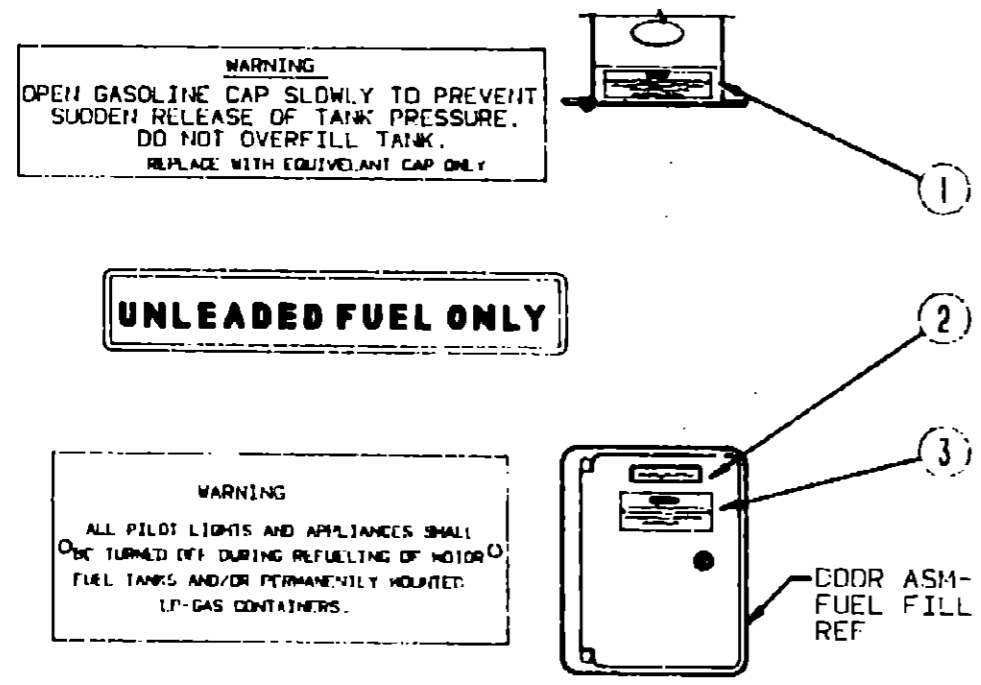 WARNING
OPEN GASOLINE CAP SLOWLY TO PREVENT
SUDDEN RELEASE OF TANK PRESSURE.
DO NOT OVERFILL TANK.
REPLACE WITH EQUIVELANT CAP ONLY
1
UNLEADED FUEL ONLY
2
3
WARNING
ALL PILOT LIGHTS AND APPLIANCES SHALL
BE TURNED OFF DURING REFUELING OF MOTOR
FUEL TANKS AND/OR PERMANENTLY MOUNTED
LP-GAS CONTAINERS.
DOOR ASM-
FUEL FILL
REF